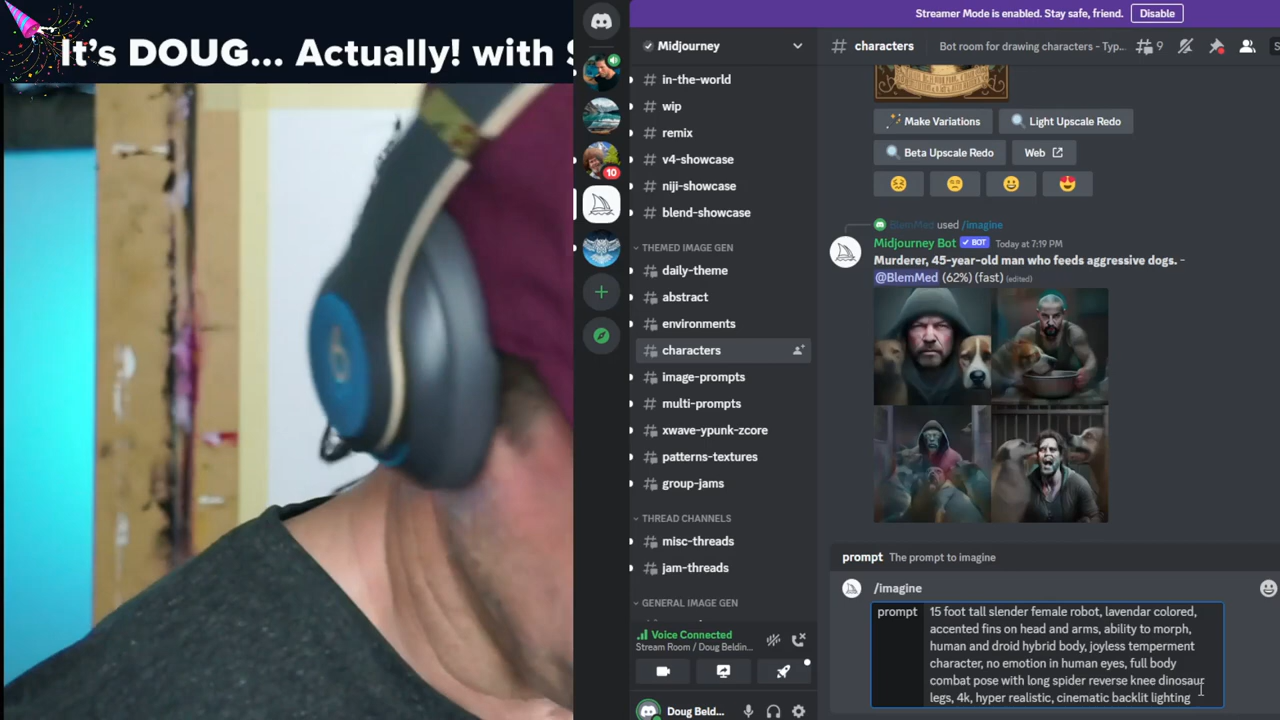 It's DOUG... Actually! with
10
Streamer Mode is enabled. Stay safe, friend.
Disable
Midjourney
in-the-world
wip
remix
v4-showcase
niji-showcase
blend-showcase
THEMED IMAGE GEN
daily-theme
abstract
environments
characters
image-prompts
multi-prompts
xwave-ypunk-zcore
patterns-textures
group-jams
THREAD CHANNELS
misc-threads
jam-threads
GENERAL IMAGE GEN
Voice Connected
Stream Room / Doug Beldin...
Doug Beld...
# characters
Bot room for drawing characters - Typ...
9
Make Variations
Light Upscale Redo
Beta Upscale Redo
Web
BlemMed used /imagine
Midjourney Bot ✓ BOT Today at 7:19 PM
Murderer, 45-year-old man who feeds aggressive dogs. -
@BlemMed (62%) (fast) (edited)
prompt The prompt to imagine
/imagine
prompt 15 foot tall slender female robot, lavendar colored,
accented fins on head and arms, ability to morph,
human and droid hybrid body, joyless temperment
character, no emotion in human eyes, full body
combat pose with long spider reverse knee dinosaur
legs, 4k, hyper realistic, cinematic backlit lighting